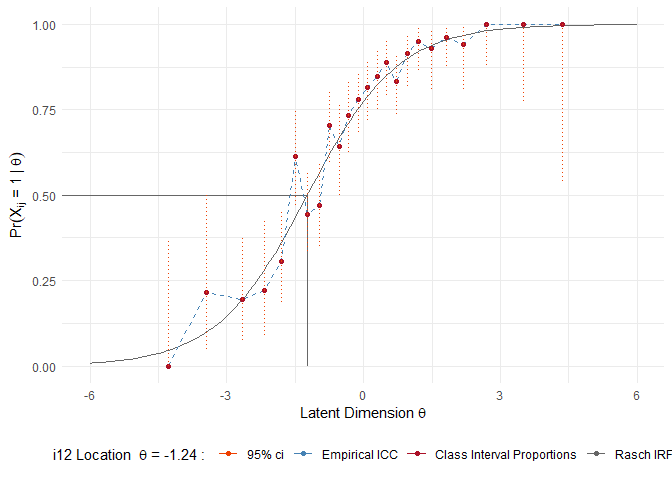 1.00
0.75
0.50
0.25
0.00
Pr(Xij = 1 | θ)
-6 -3 0 3 6
Latent Dimension θ
i12 Location θ = -1.24 : 95% ci Empirical ICC Class Interval Proportions Rasch IRF